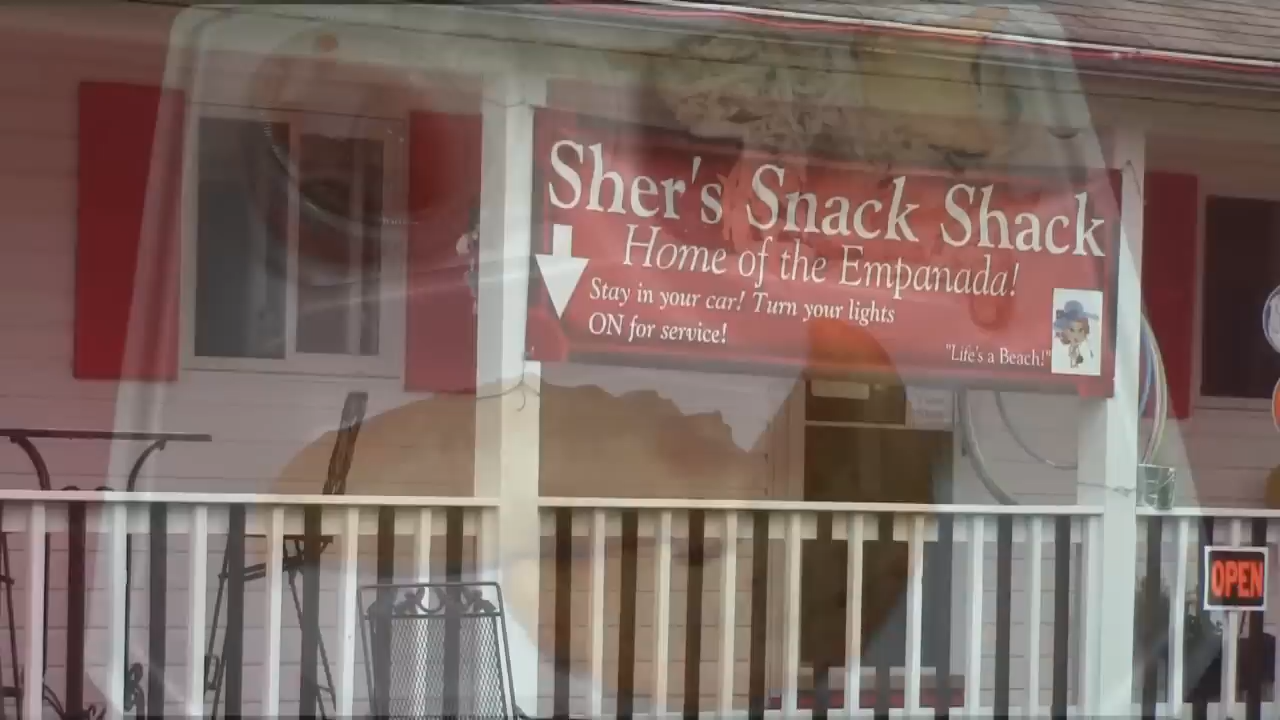 Sher's Snack Shack
Home of the Empanada!
Stay in your car! Turn your lights
ON for service!
"Life's a Beach!"
OPEN